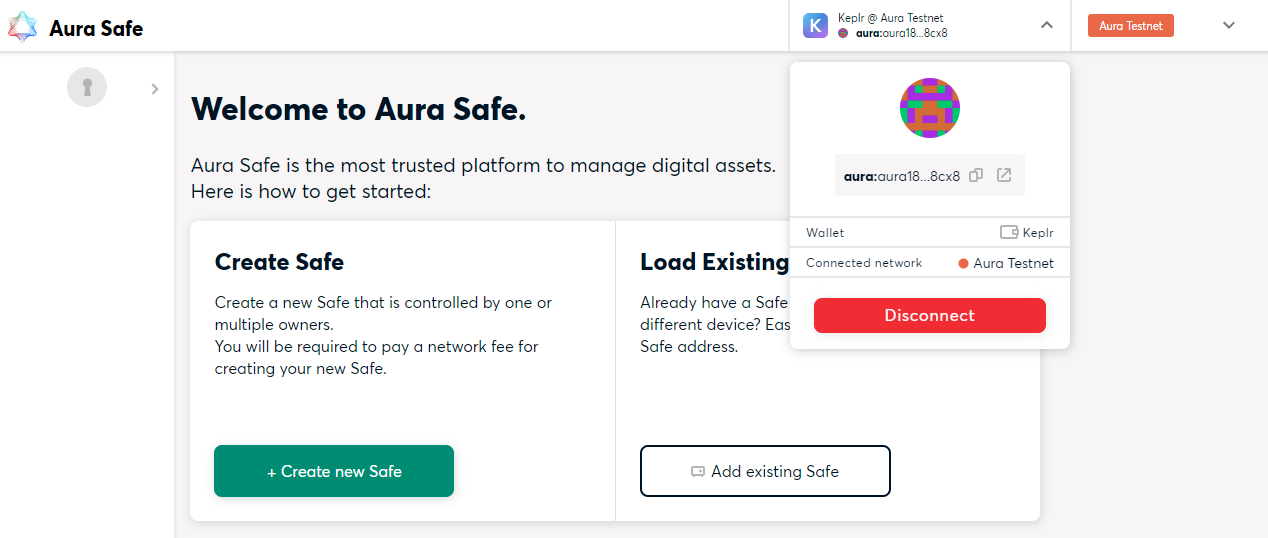 Aura Safe
K
Keplr @ Aura Testnet
aura:aura18...8cx8
Aura Testnet
Welcome to Aura Safe.
Aura Safe is the most trusted platform to manage digital assets.
Here is how to get started:
aura:aura18...8cx8
Wallet
Keplr
Connected network
Aura Testnet
Disconnect
Create Safe
Create a new Safe that is controlled by one or
multiple owners.
You will be required to pay a network fee for
creating your new Safe.
+ Create new Safe
Load Existing
Already have a Safe
different device? Eas
Safe address.
Add existing Safe